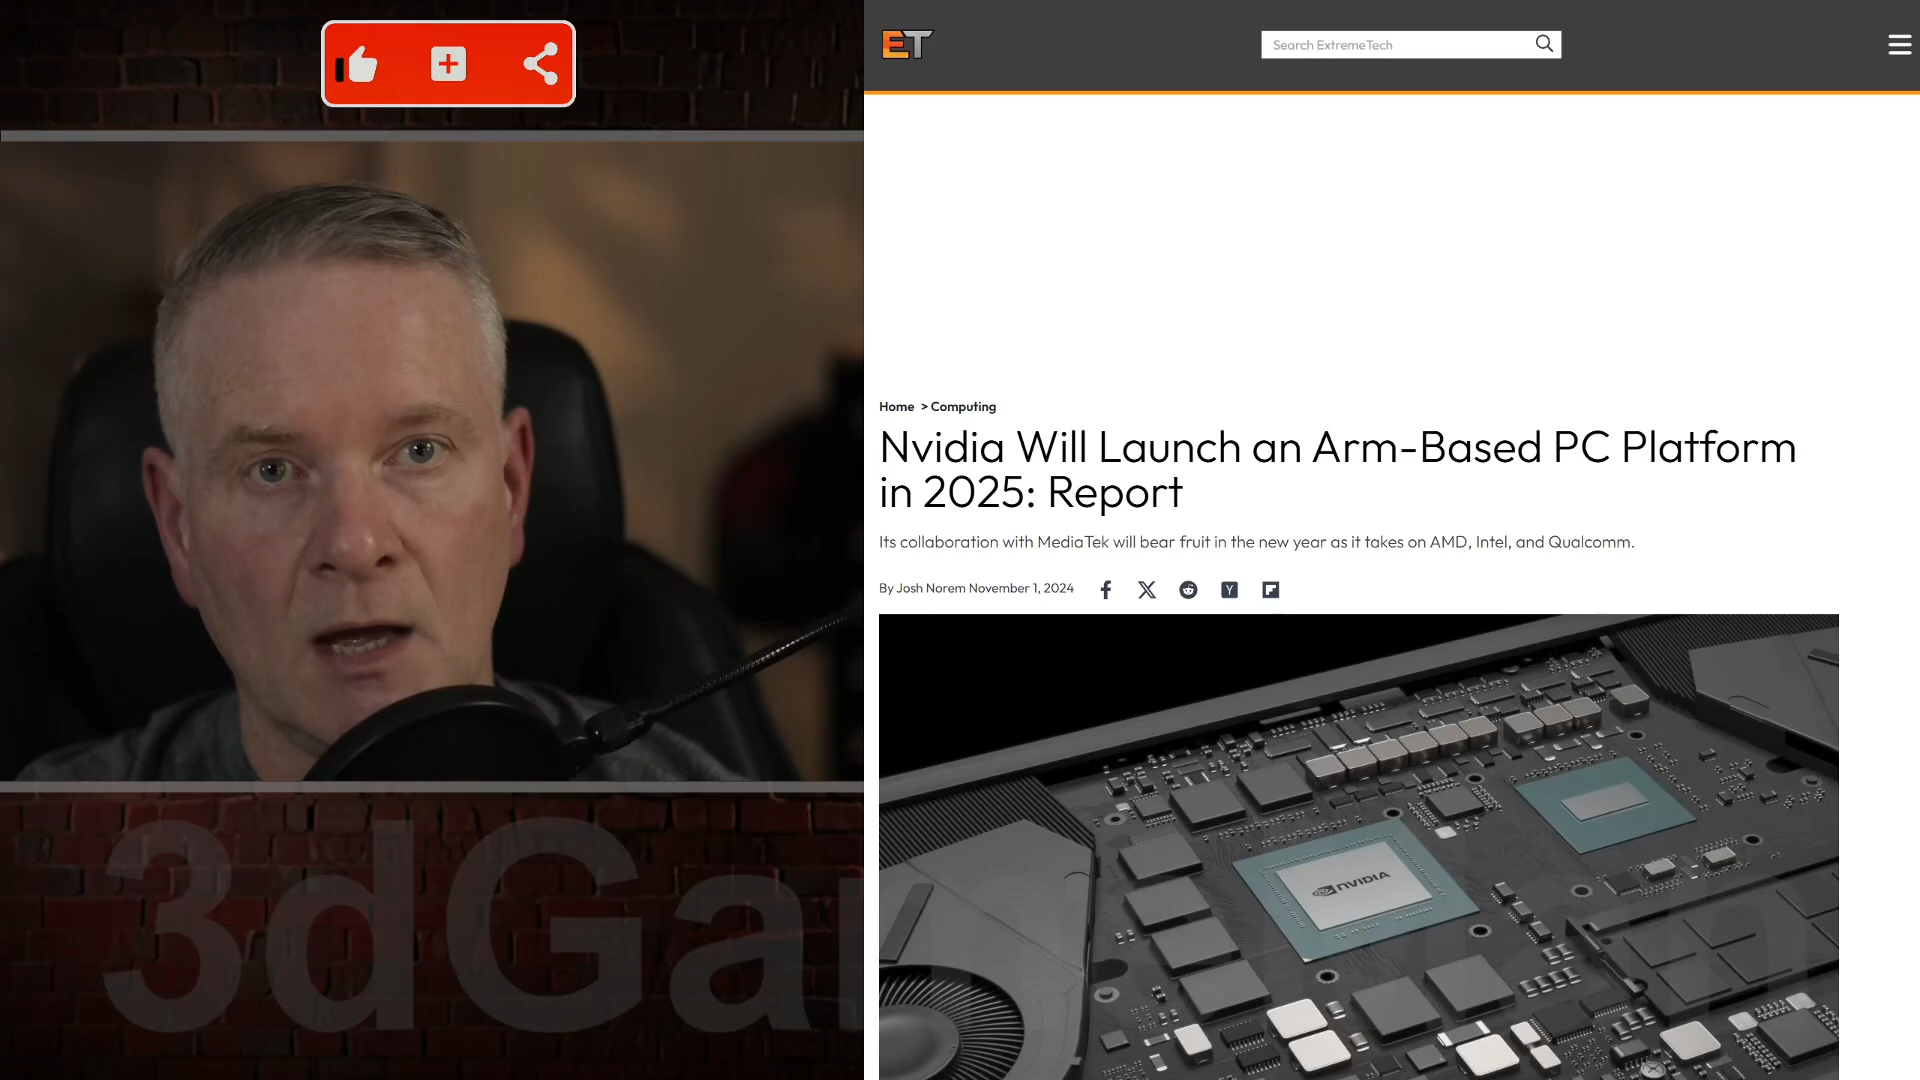 ET
Search ExtremeTech
Home > Computing
Nvidia Will Launch an Arm-Based PC Platform
in 2025: Report
Its collaboration with MediaTek will bear fruit in the new year as it takes on AMD, Intel, and Qualcomm.
By Josh Norem November 1, 2024
NVIDIA
3dGa